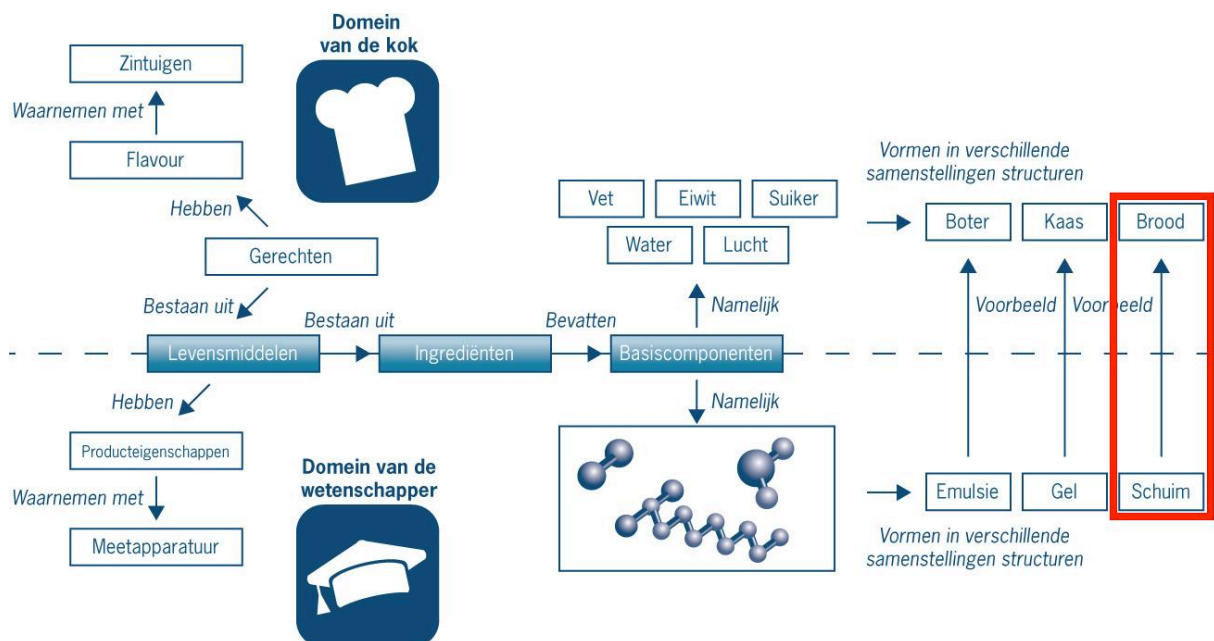 Domein
van de kok
Zintuigen
Waarnemen met
Flavour
Hebben
Gerechten
Bestaan uit
Levensmiddelen
Bestaan uit
Ingrediënten
Bevatten
Basiscomponenten
Namelijk
Vet
Eiwit
Suiker
Water
Lucht
Vormen in verschillende
samenstellingen structuren
Boter
Kaas
Brood
Voorbeeld
Voorbeeld
Hebben
Producteigenschappen
Waarnemen met
Meetapparatuur
Domein van de
wetenschapper
Namelijk
Emulsie
Gel
Schuim
Vormen in verschillende
samenstellingen structuren